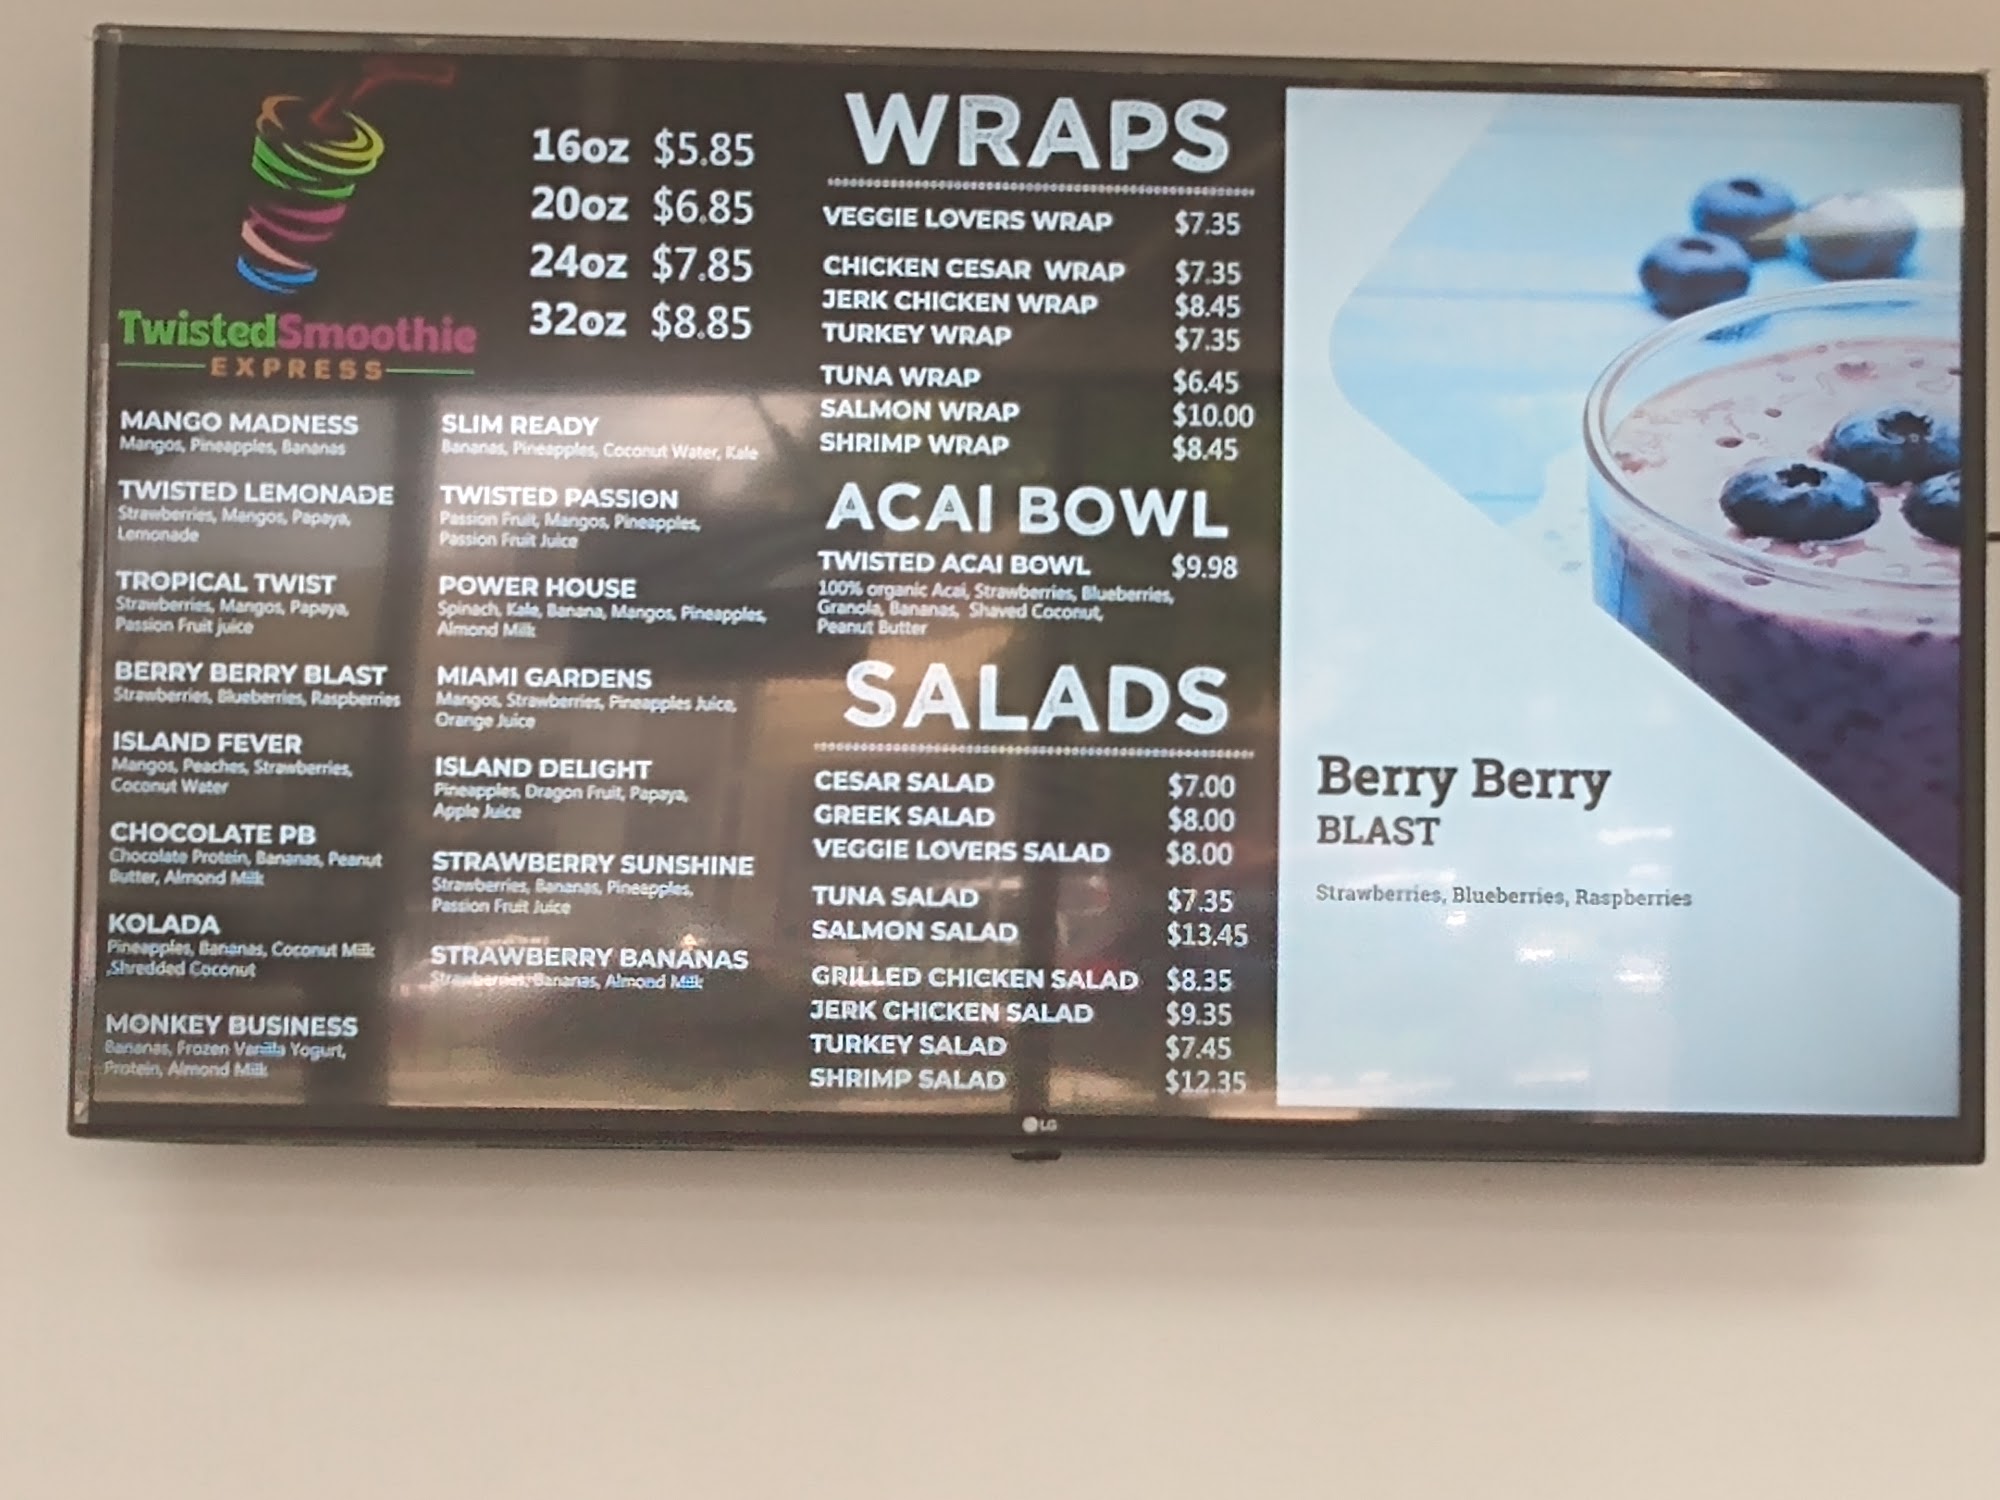 TwistedSmoothie
EXPRESS
16oz $5.85
20oz $6.85
24oz $7.85
32oz $8.85
MANGO MADNESS
Mangos, Pineapples, Bananas
TWISTED LEMONADE
Strawberries, Mangos, Papaya,
Lemonade
TROPICAL TWIST
Strawberries, Mangos, Papaya,
Passion Fruit juice
BERRY BERRY BLAST
Strawberries, Blueberries, Raspberries
ISLAND FEVER
Mangos, Peaches, Strawberries,
Coconut Water
CHOCOLATE PB
Chocolate Protein, Bananas, Peanut
Butter, Almond Milk
KOLADA
Pineapples, Bananas, Coconut Milk
,Shredded Coconut
MONKEY BUSINESS
Bananas, Frozen Vanilla Yogurt,
Protein, Almond Milk
SLIM READY
Bananas, Pineapples, Coconut Water, Kale
TWISTED PASSION
Passion Fruit, Mangos, Pineapples,
Passion Fruit Juice
POWER HOUSE
Spinach, Kale, Banana, Mangos, Pineapples,
Almond Milk
MIAMI GARDENS
Mangos, Strawberries, Pineapples Juice,
Orange Juice
ISLAND DELIGHT
Pineapples, Dragon Fruit, Papaya,
Apple Juice
STRAWBERRY SUNSHINE
Strawberries, Bananas, Pineapples,
Passion Fruit Juice
STRAWBERRY BANANAS
Strawberries, Bananas, Almond Milk
WRAPS
VEGGIE LOVERS WRAP $7.35
CHICKEN CESAR WRAP $7.35
JERK CHICKEN WRAP $8.45
TURKEY WRAP $7.35
TUNA WRAP $6.45
SALMON WRAP $10.00
SHRIMP WRAP $8.45
ACAI BOWL
TWISTED ACAI BOWL $9.98
100% organic Acai, Strawberries, Blueberries,
Granola, Bananas, Shaved Coconut,
Peanut Butter
SALADS
CESAR SALAD $7.00
GREEK SALAD $8.00
VEGGIE LOVERS SALAD $8.00
TUNA SALAD $7.35
SALMON SALAD $13.45
GRILLED CHICKEN SALAD $8.35
JERK CHICKEN SALAD $9.35
TURKEY SALAD $7.45
SHRIMP SALAD $12.35
Berry Berry
BLAST
Strawberries, Blueberries, Raspberries
LG